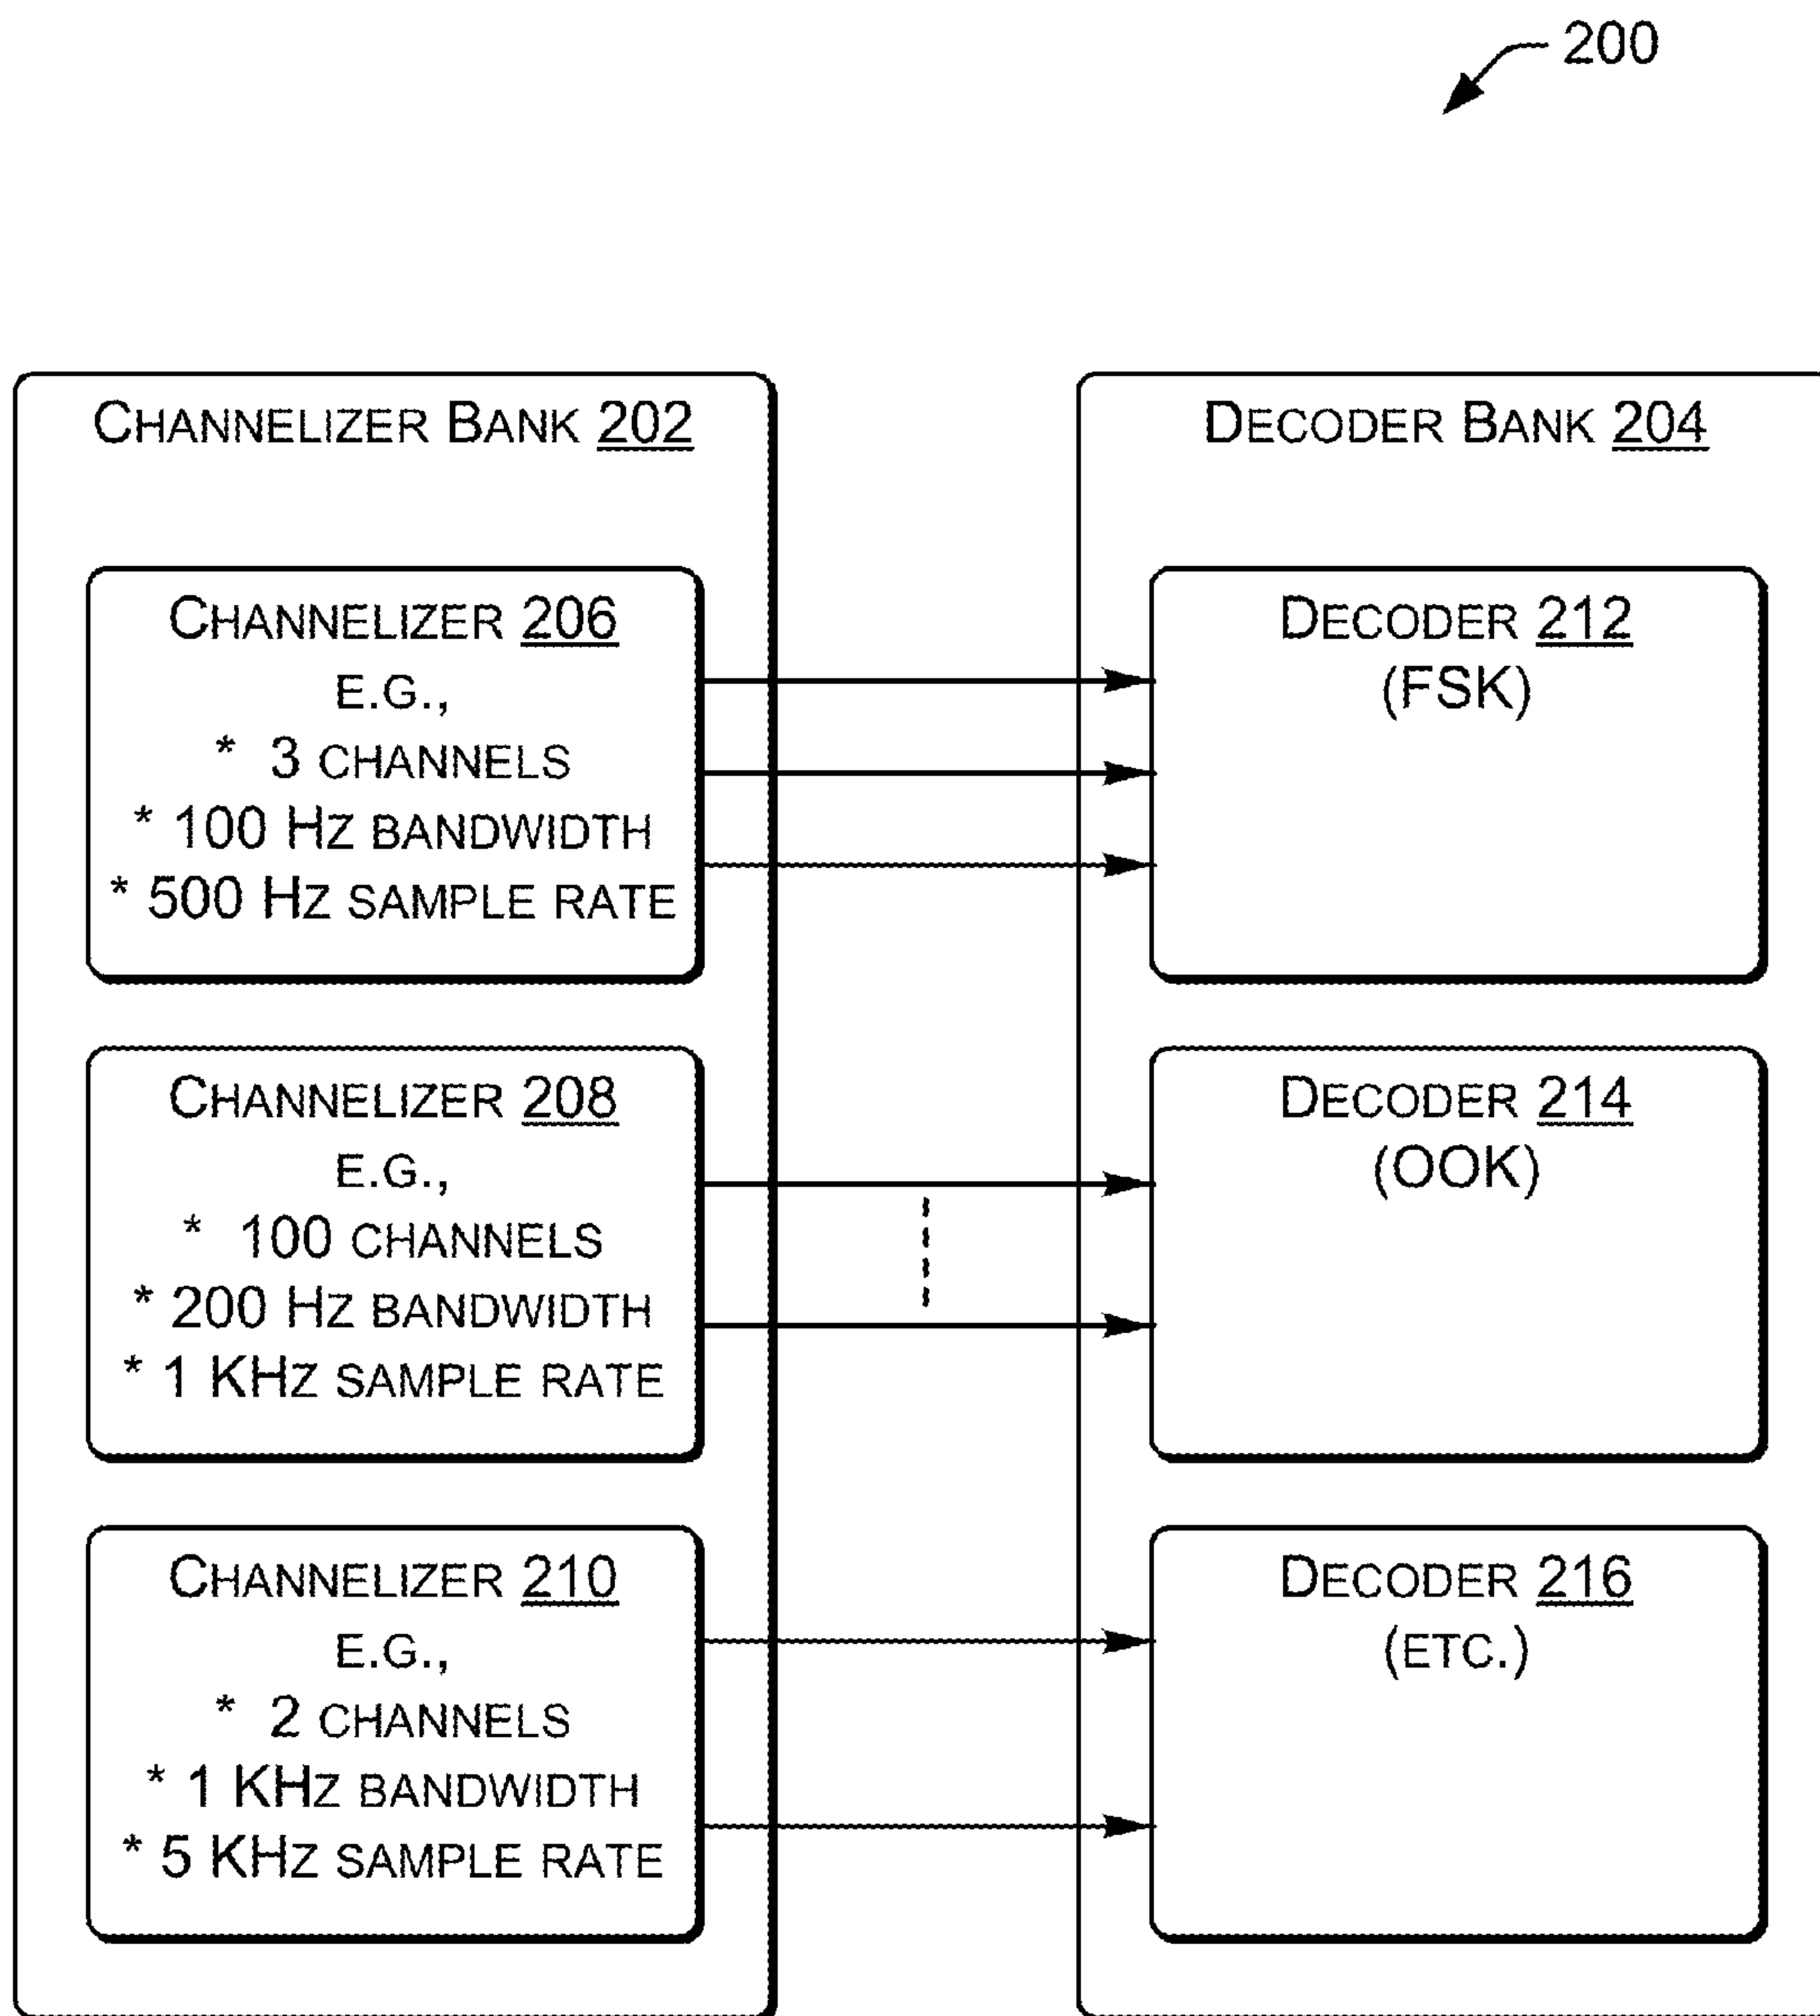 200
CHANNELIZER BANK 202
CHANNELIZER 206
E.G.,
* 3 CHANNELS
* 100 HZ BANDWIDTH
* 500 HZ SAMPLE RATE
CHANNELIZER 208
E.G.,
* 100 CHANNELS
* 200 HZ BANDWIDTH
* 1 KHZ SAMPLE RATE
CHANNELIZER 210
E.G.,
* 2 CHANNELS
* 1 KHZ BANDWIDTH
* 5 KHZ SAMPLE RATE
DECODER BANK 204
DECODER 212
(FSK)
DECODER 214
(OOK)
DECODER 216
(ETC.)